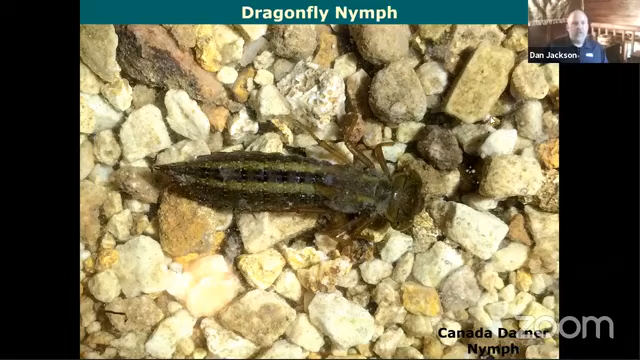 Dragonfly Nymph
Dan Jackson
Canada Darner
Nymph
zoom